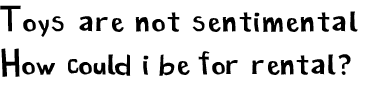 Toys are not sentimental
How could i be for rental?